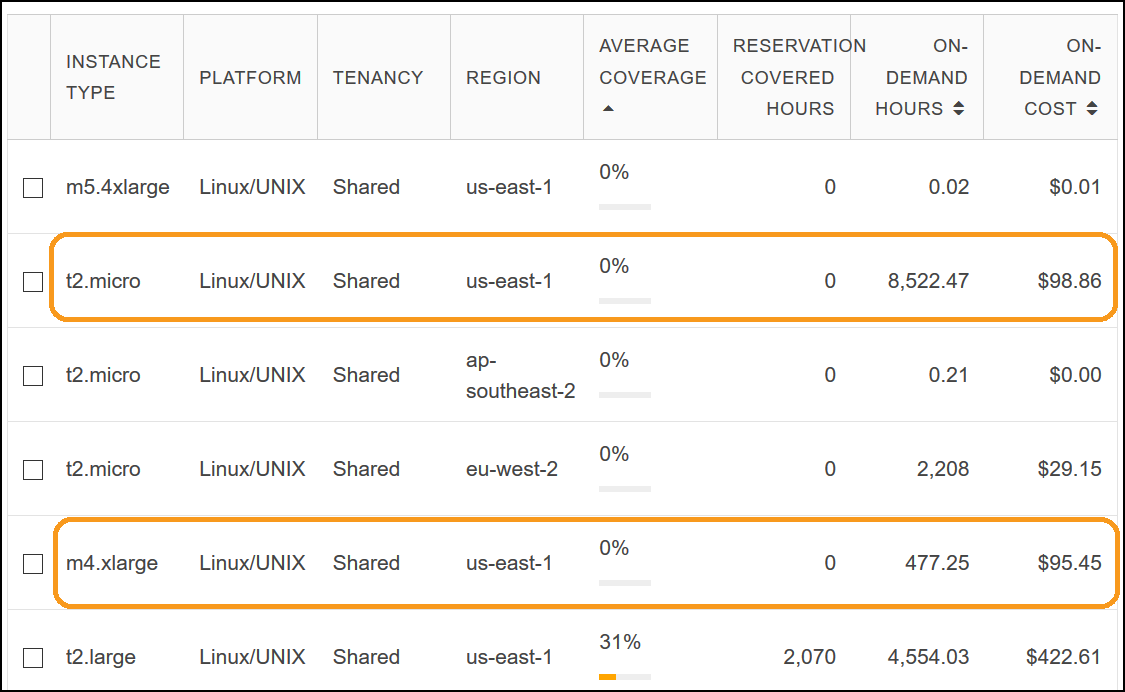 INSTANCE TYPE PLATFORM TENANCY REGION AVERAGE COVERAGE RESERVATION COVERED HOURS ON-DEMAND HOURS ON-DEMAND COST
m5.4xlarge Linux/UNIX Shared us-east-1 0% 0 0.02 $0.01
t2.micro Linux/UNIX Shared us-east-1 0% 0 8,522.47 $98.86
t2.micro Linux/UNIX Shared ap-southeast-2 0% 0 0.21 $0.00
t2.micro Linux/UNIX Shared eu-west-2 0% 0 2,208 $29.15
m4.xlarge Linux/UNIX Shared us-east-1 0% 0 477.25 $95.45
t2.large Linux/UNIX Shared us-east-1 31% 2,070 4,554.03 $422.61